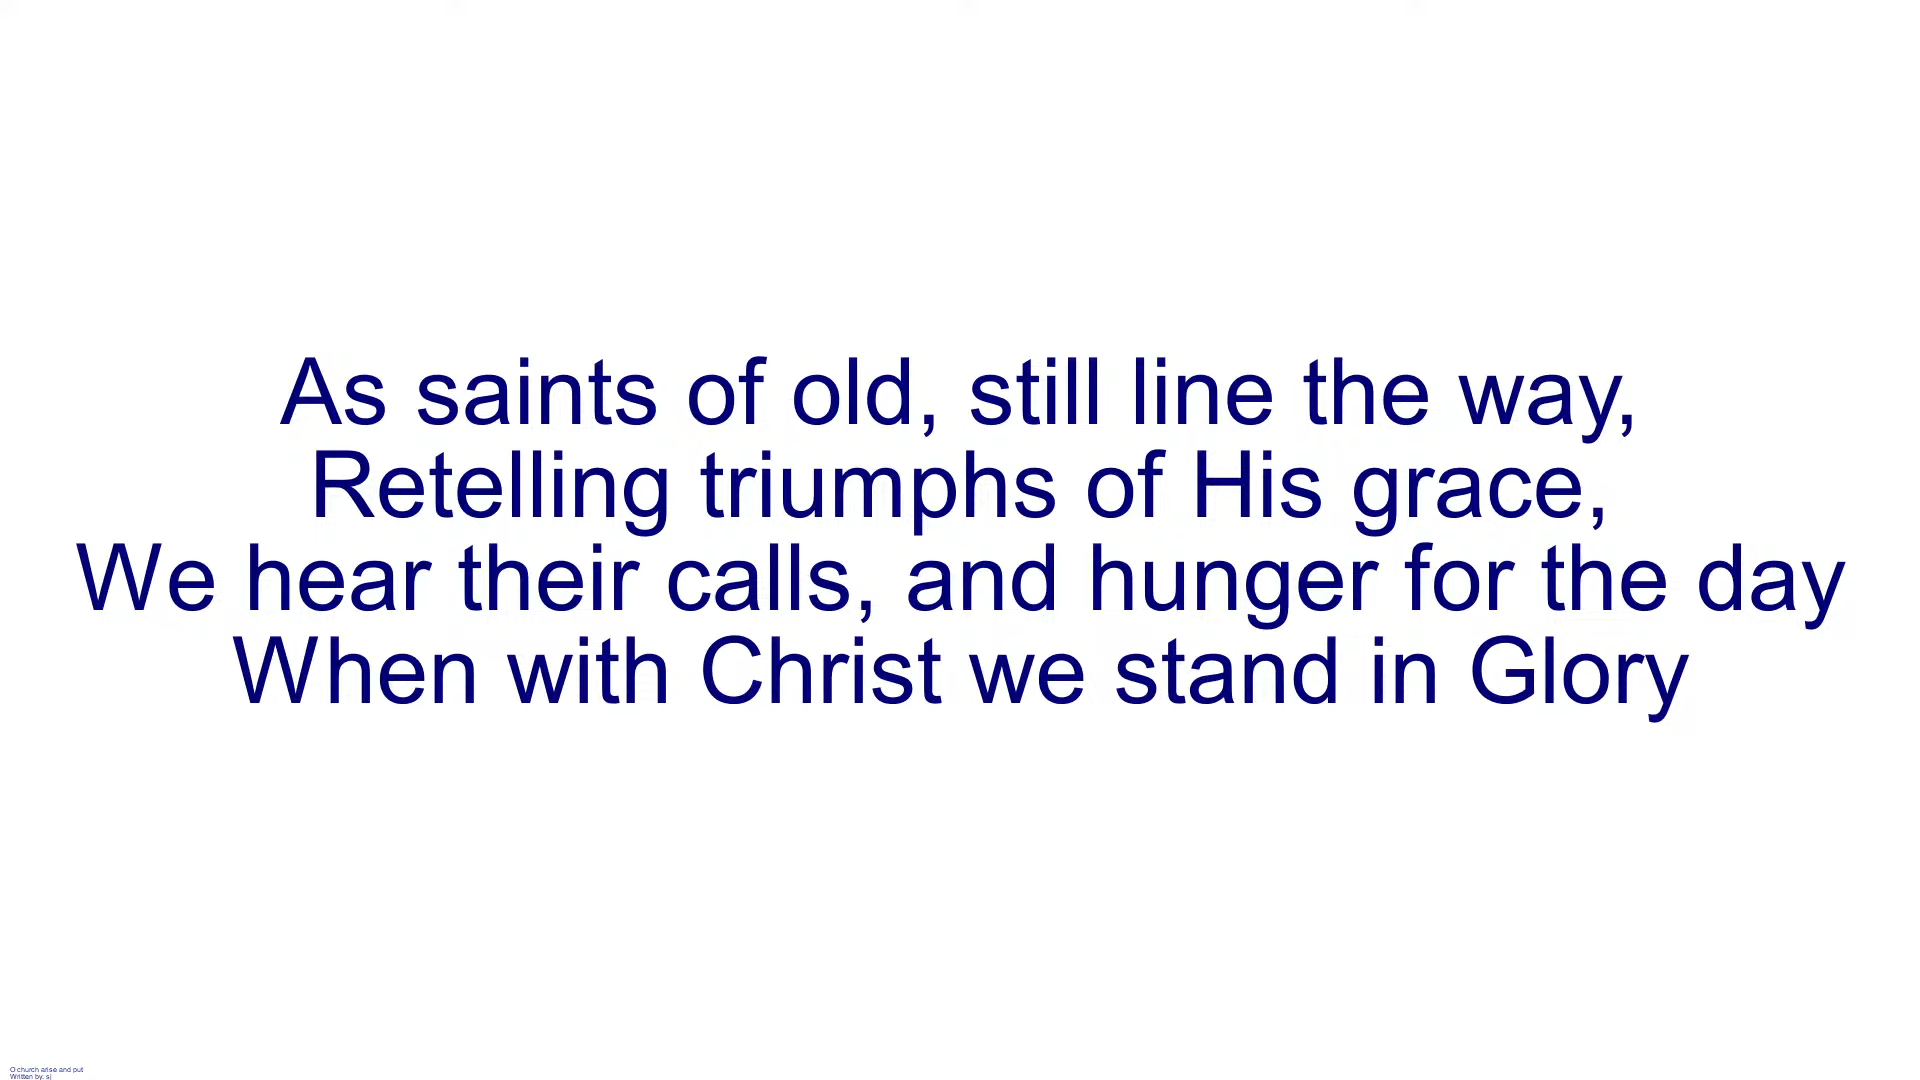 As saints of old, still line the way,
Retelling triumphs of His grace,
We hear their calls, and hunger for the day
When with Christ we stand in Glory
O church arise and put
Written by: s|